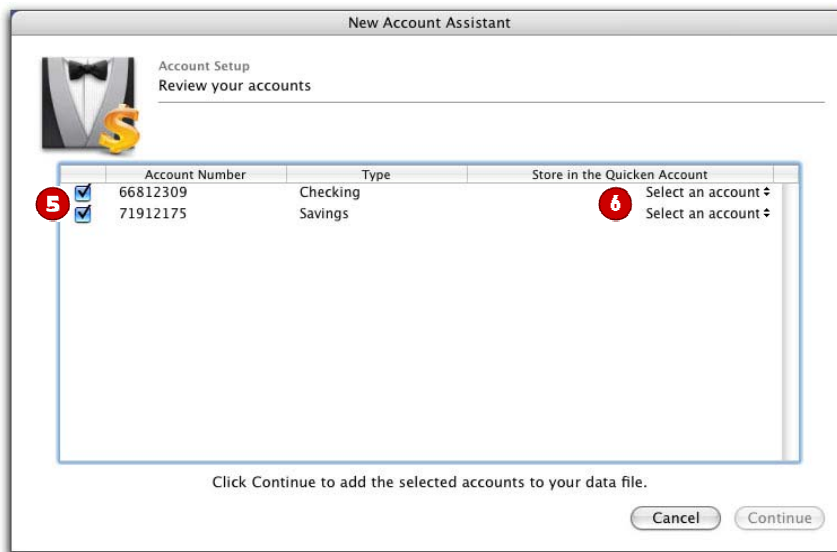 New Account Assistant
Account Setup
Review your accounts
Account Number Type Store in the Quicken Account
5 66812309 Checking 6 Select an account
71912175 Savings Select an account
Click Continue to add the selected accounts to your data file.
Cancel Continue